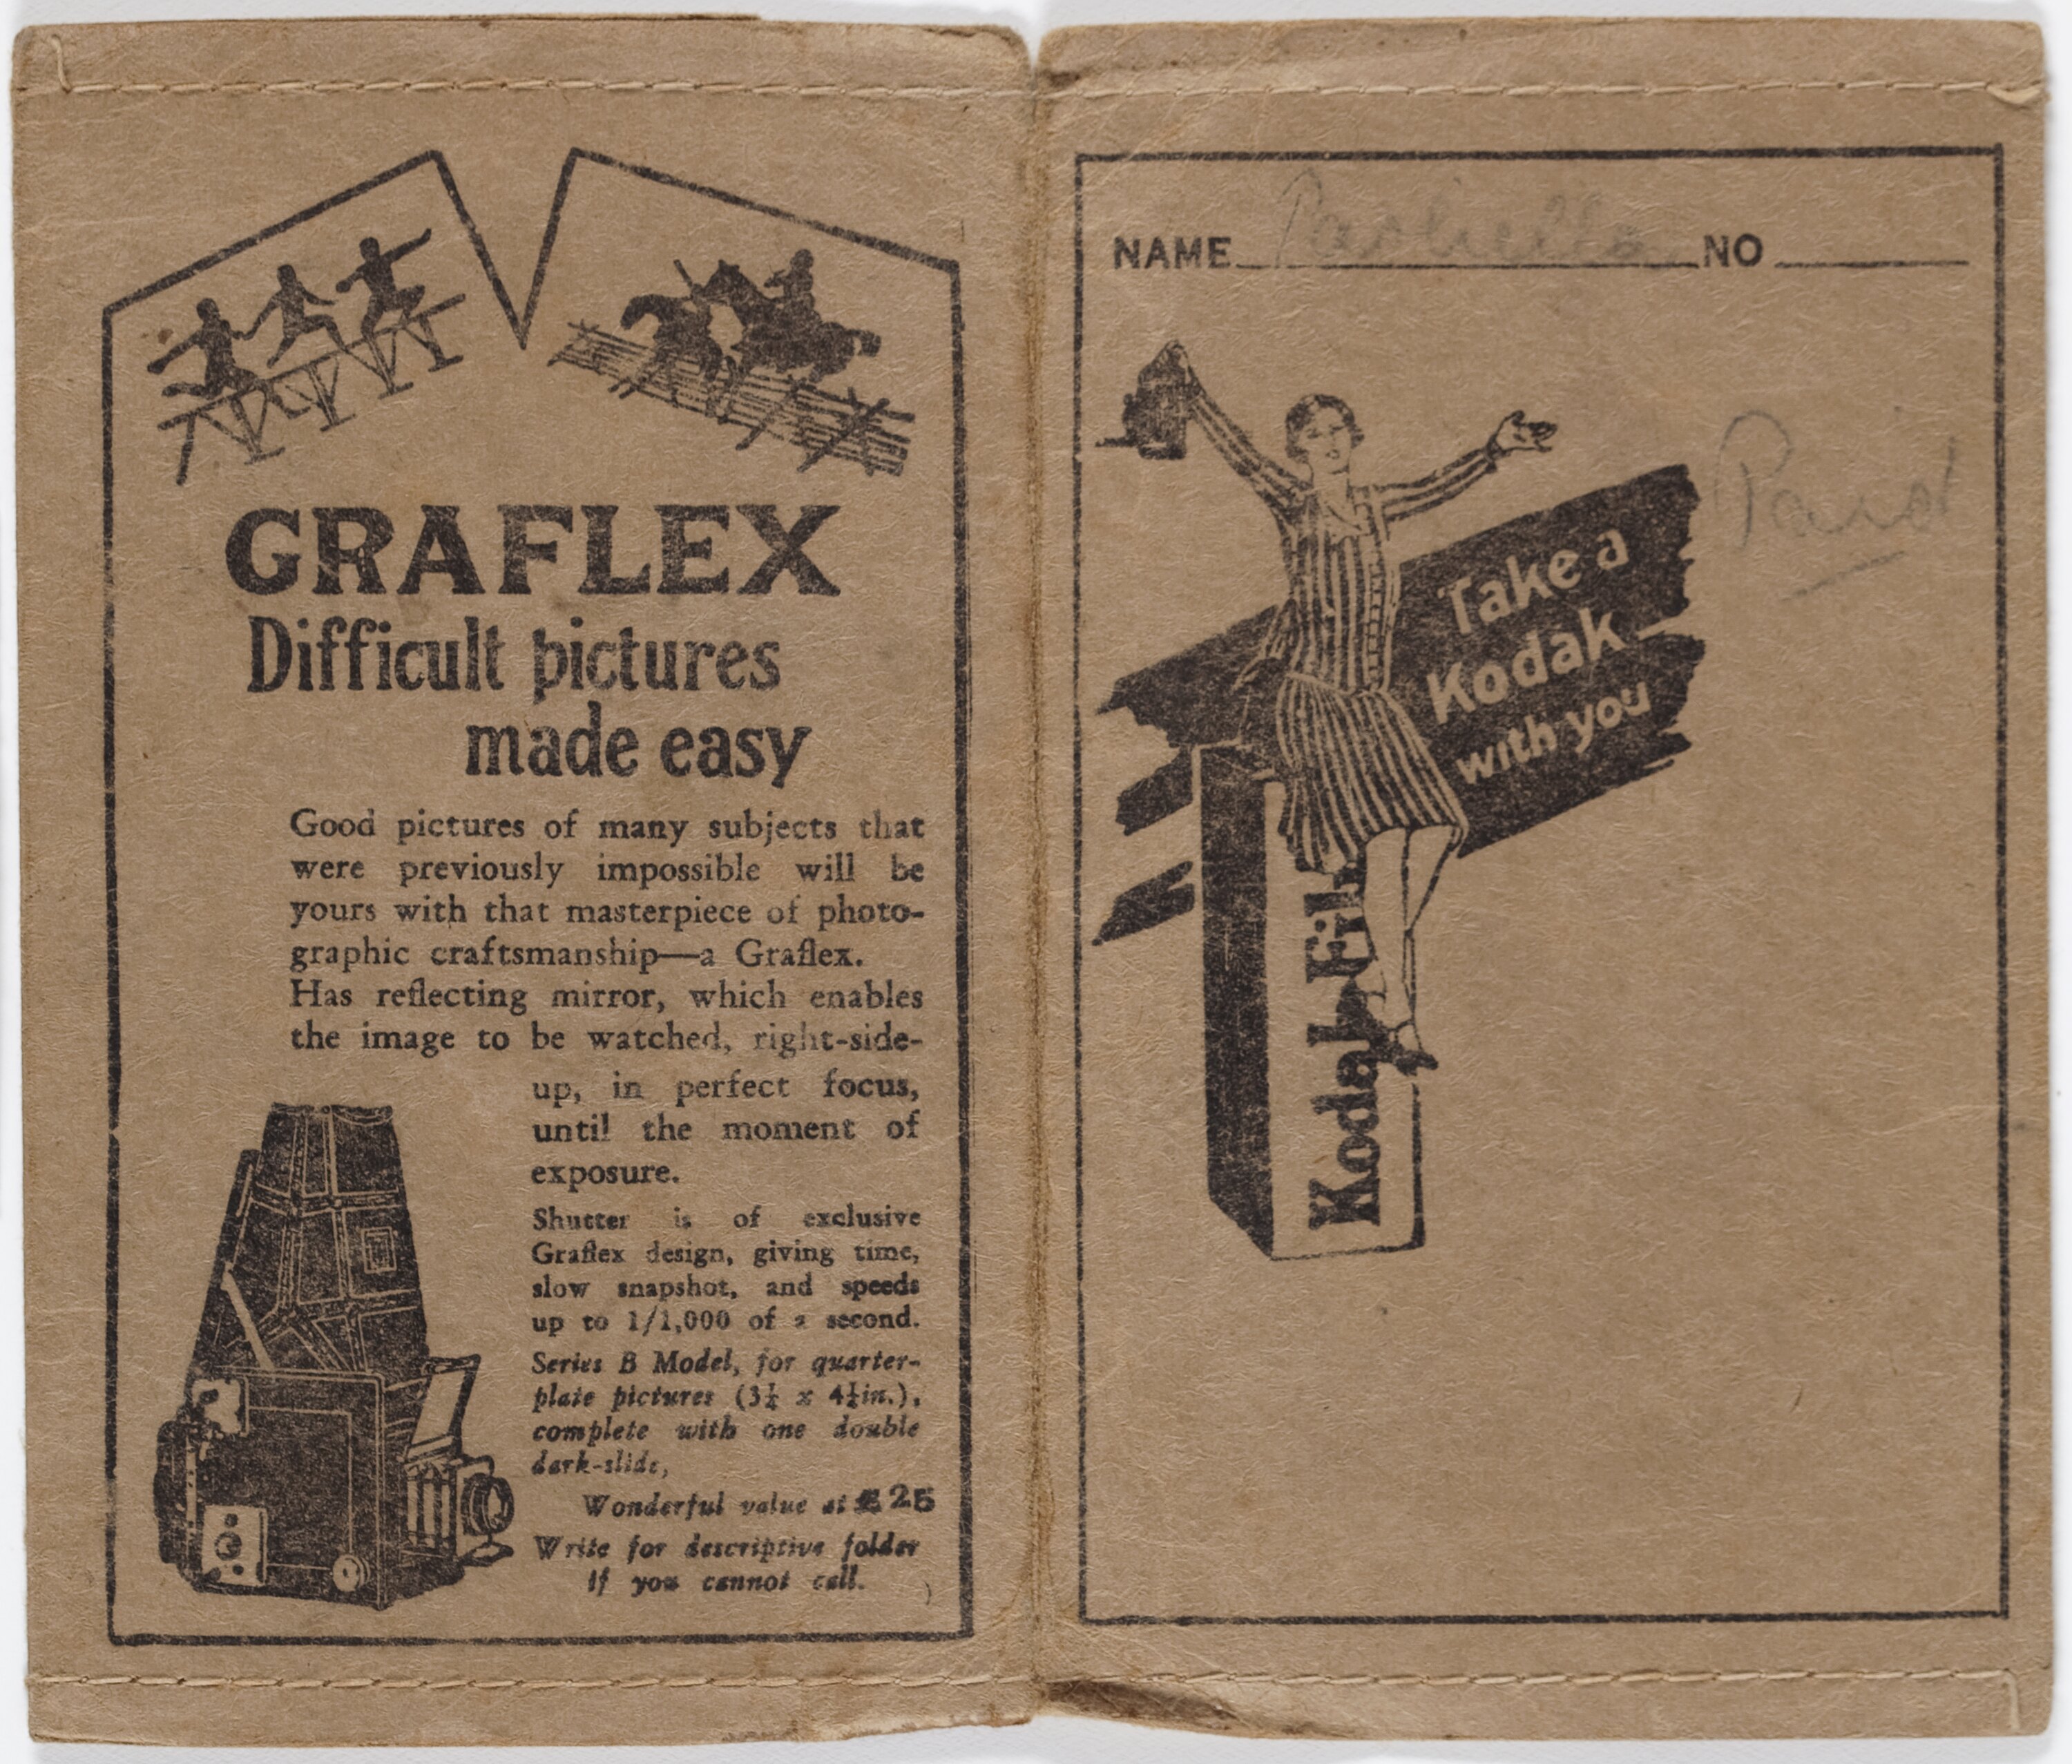 GRAFLEX
Difficult pictures
made easy
Good pictures of many subjects that
were previously impossible will be
yours with that masterpiece of photo-
graphic craftsmanship—a Graflex.
Has reflecting mirror, which enables
the image to be watched, right-side-
up, in perfect focus,
until the moment of
exposure.
Shutter is of exclusive
Graflex design, giving time,
slow snapshot, and speeds
up to 1/1,000 of a second.
Series B Model, for quarter-
plate pictures (3¼ x 4¼in.),
complete with one double
dark-slide,
Wonderful value at £25
Write for descriptive folder
if you cannot call.
NAME NO
Paid
Take a
Kodak
with you
Kodak Fil